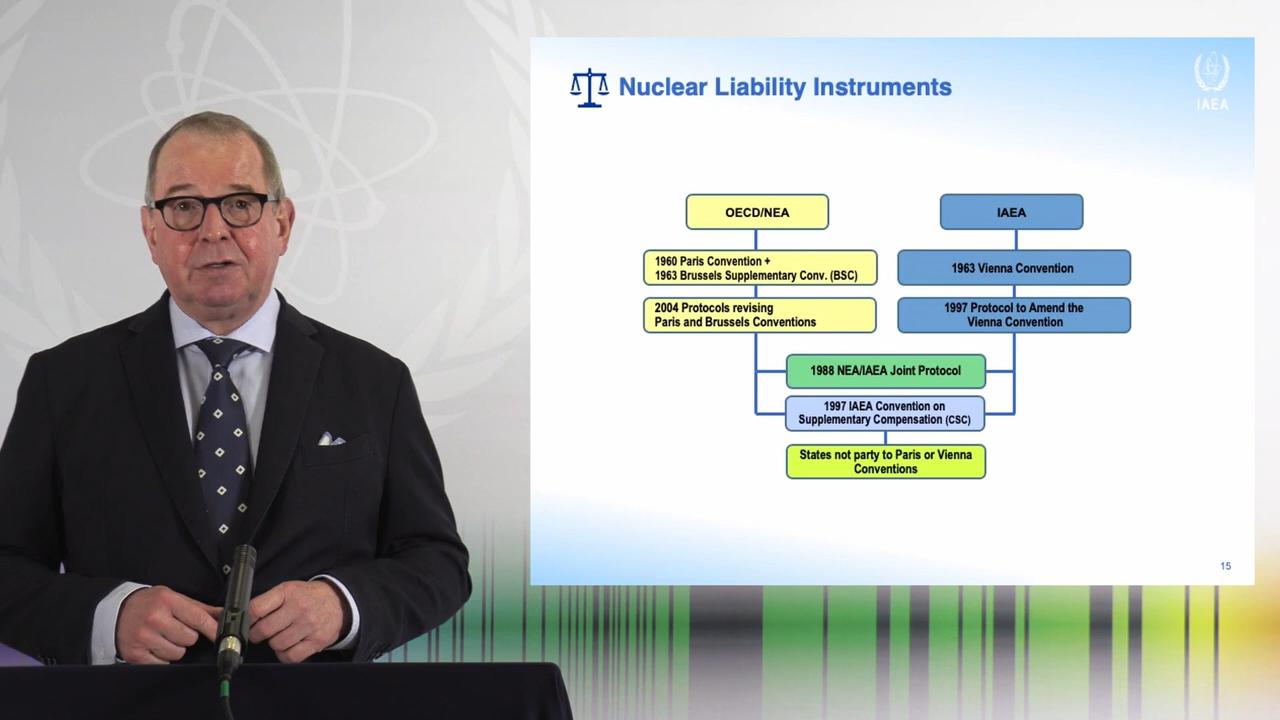 Nuclear Liability Instruments
IAEA
OECD/NEA
IAEA
1960 Paris Convention +
1963 Brussels Supplementary Conv. (BSC)
1963 Vienna Convention
2004 Protocols revising
Paris and Brussels Conventions
1997 Protocol to Amend the
Vienna Convention
1988 NEA/IAEA Joint Protocol
1997 IAEA Convention on
Supplementary Compensation (CSC)
States not party to Paris or Vienna
Conventions
15